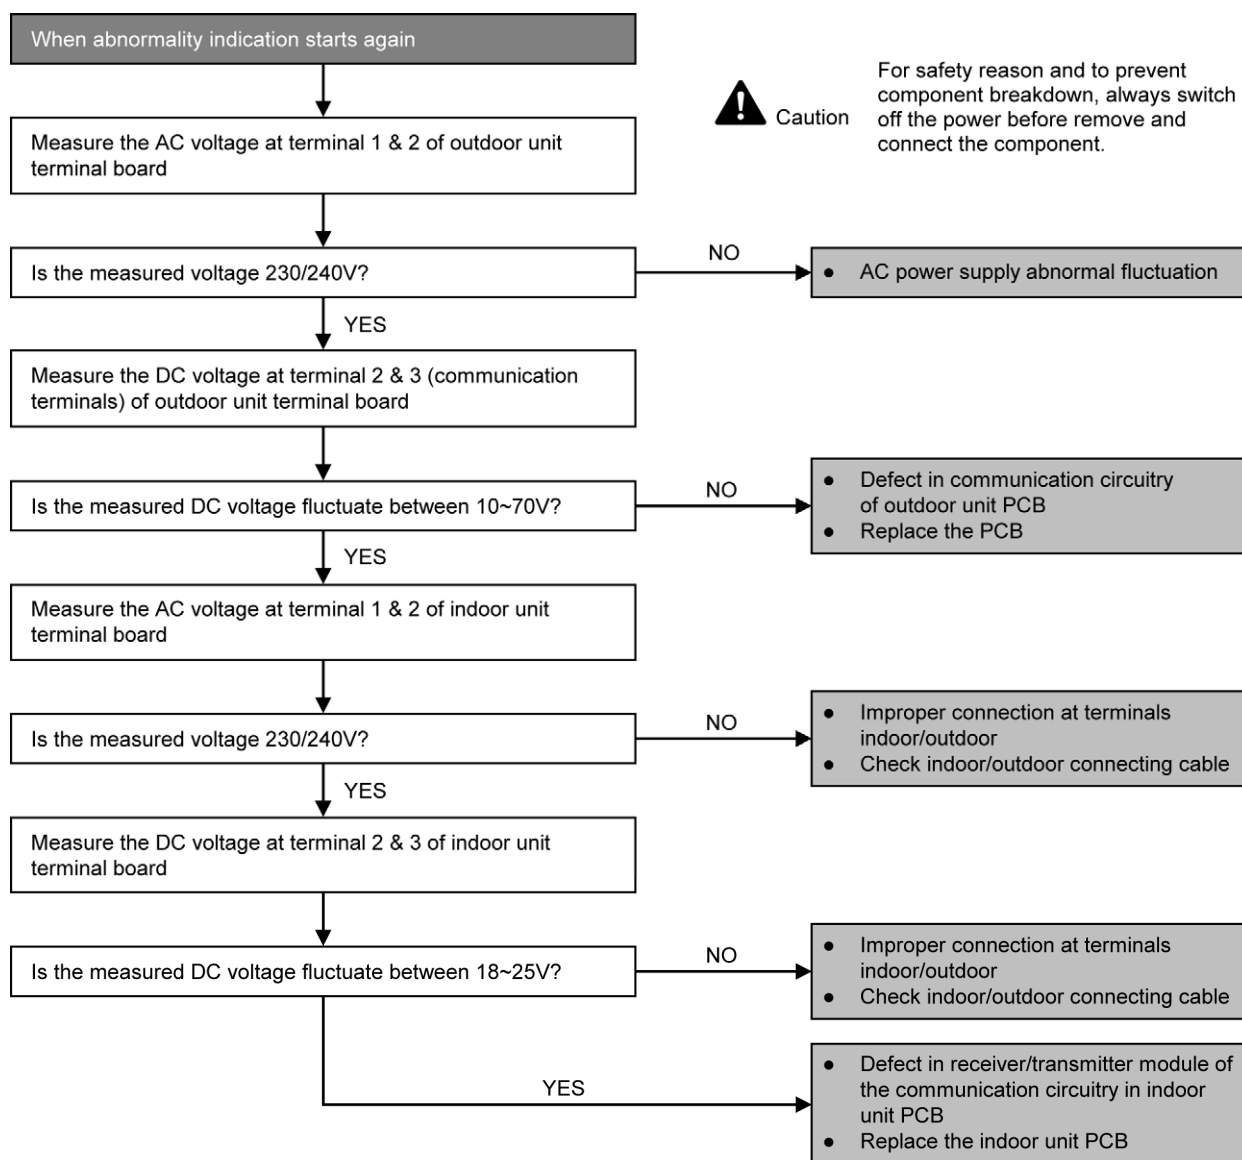 When abnormality indication starts again
Caution
For safety reason and to prevent
component breakdown, always switch
off the power before remove and
connect the component.
Measure the AC voltage at terminal 1 & 2 of outdoor unit
terminal board
Is the measured voltage 230/240V?
NO
● AC power supply abnormal fluctuation
YES
Measure the DC voltage at terminal 2 & 3 (communication
terminals) of outdoor unit terminal board
Is the measured DC voltage fluctuate between 10~70V?
NO
● Defect in communication circuitry
of outdoor unit PCB
● Replace the PCB
YES
Measure the AC voltage at terminal 1 & 2 of indoor unit
terminal board
Is the measured voltage 230/240V?
NO
● Improper connection at terminals
indoor/outdoor
● Check indoor/outdoor connecting cable
YES
Measure the DC voltage at terminal 2 & 3 of indoor unit
terminal board
Is the measured DC voltage fluctuate between 18~25V?
NO
● Improper connection at terminals
indoor/outdoor
● Check indoor/outdoor connecting cable
YES
● Defect in receiver/transmitter module of
the communication circuitry in indoor
unit PCB
● Replace the indoor unit PCB